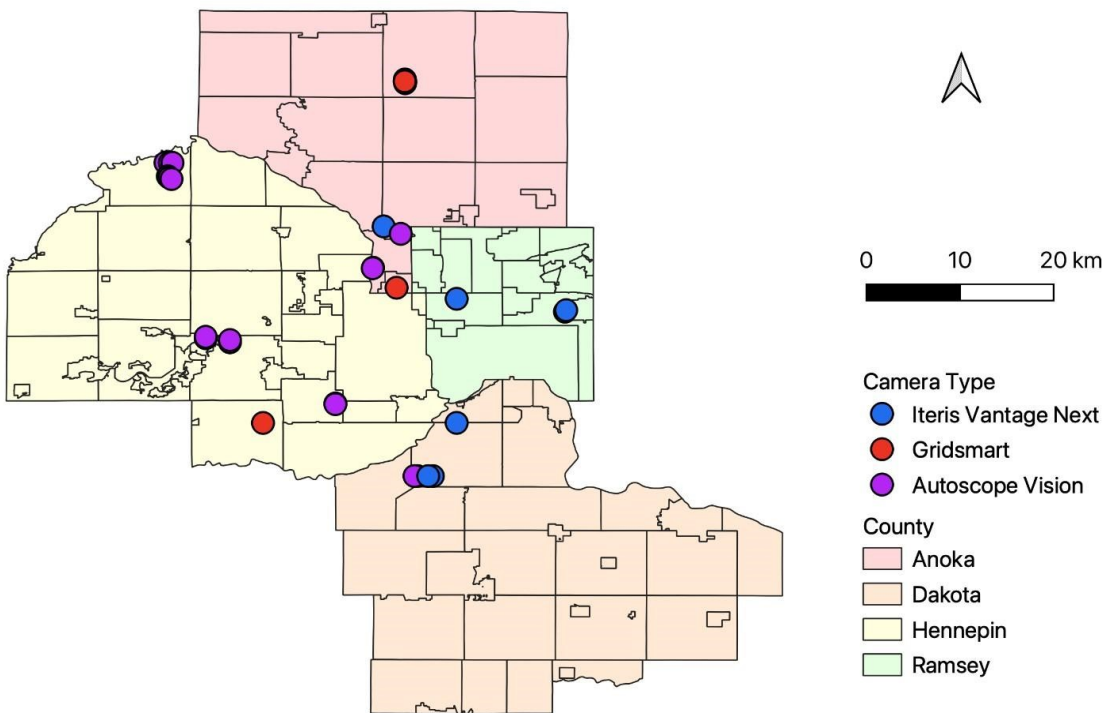 0 10 20 km
Camera Type
Iteris Vantage Next
Gridsmart
Autoscope Vision
County
Anoka
Dakota
Hennepin
Ramsey